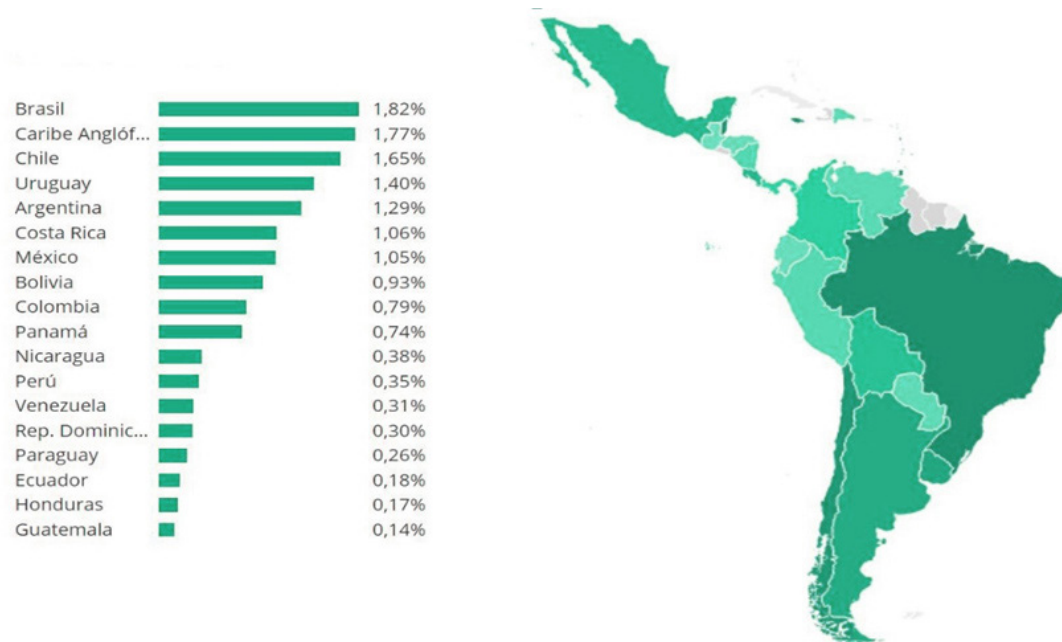 Brasil 1,82%
Caribe Anglóf... 1,77%
Chile 1,65%
Uruguay 1,40%
Argentina 1,29%
Costa Rica 1,06%
México 1,05%
Bolivia 0,93%
Colombia 0,79%
Panamá 0,74%
Nicaragua 0,38%
Perú 0,35%
Venezuela 0,31%
Rep. Dominic... 0,30%
Paraguay 0,26%
Ecuador 0,18%
Honduras 0,17%
Guatemala 0,14%